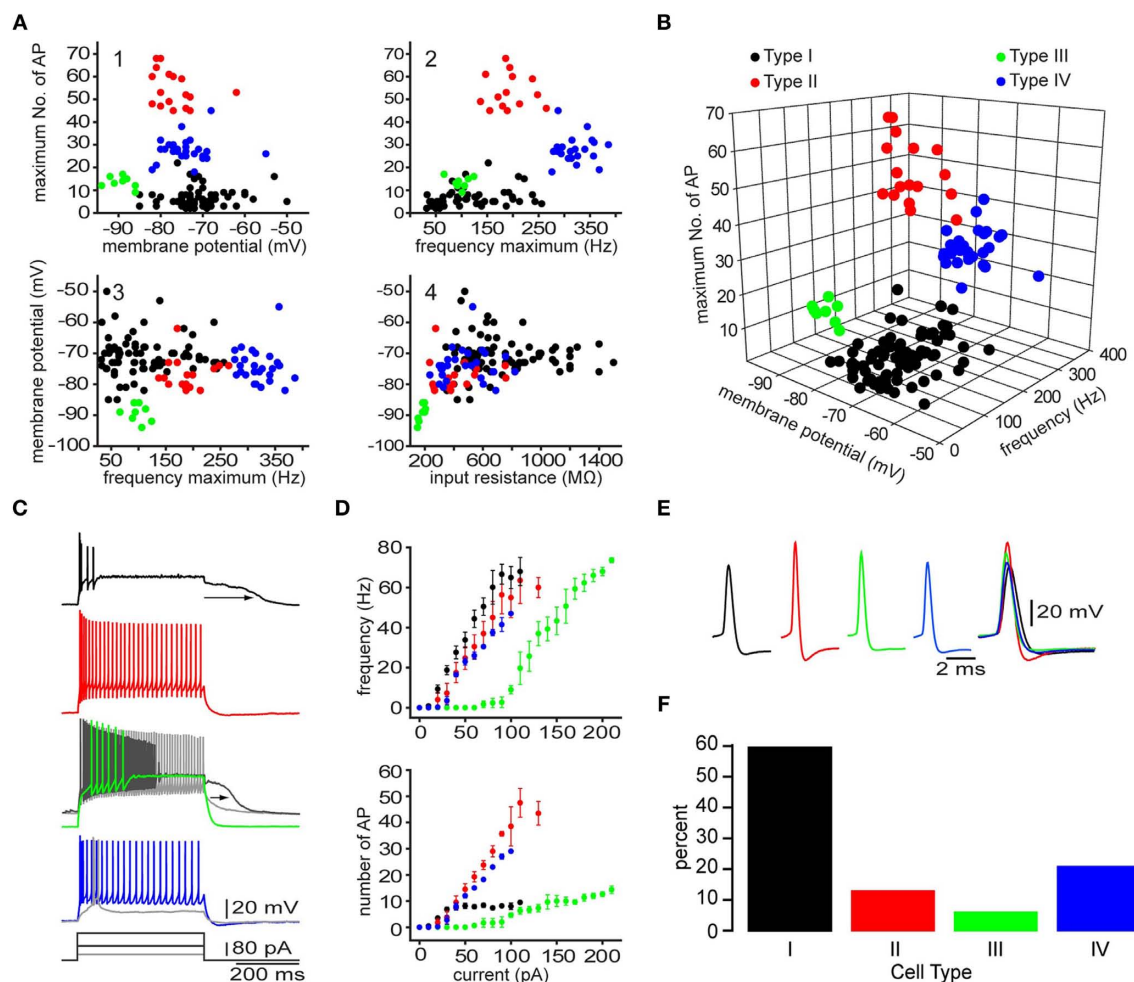 A
maximum No. of AP
70
60
50
40
30
20
10
0
1
-90 -80 -70 -60 -50
membrane potential (mV)
70
60
50
40
30
20
10
0
2
50 150 250 350
frequency maximum (Hz)
membrane potential (mV)
-50
-60
-70
-80
-90
-100
3
50 150 250 350
frequency maximum (Hz)
-50
-60
-70
-80
-90
-100
4
200 600 1000 1400
input resistance (MΩ)
B
Type I
Type II
Type III
Type IV
maximum No. of AP
70
60
50
40
30
20
10
-90
-80
-70
-60
-50
membrane potential (mV)
0
100
200
300
400
frequency (Hz)
C
20 mV
80 pA
200 ms
D
frequency (Hz)
80
60
40
20
0
0 50 100 150 200
number of AP
60
50
40
30
20
10
0
0 50 100 150 200
current (pA)
E
20 mV
2 ms
F
percent
60
50
40
30
20
10
0
I II III IV
Cell Type